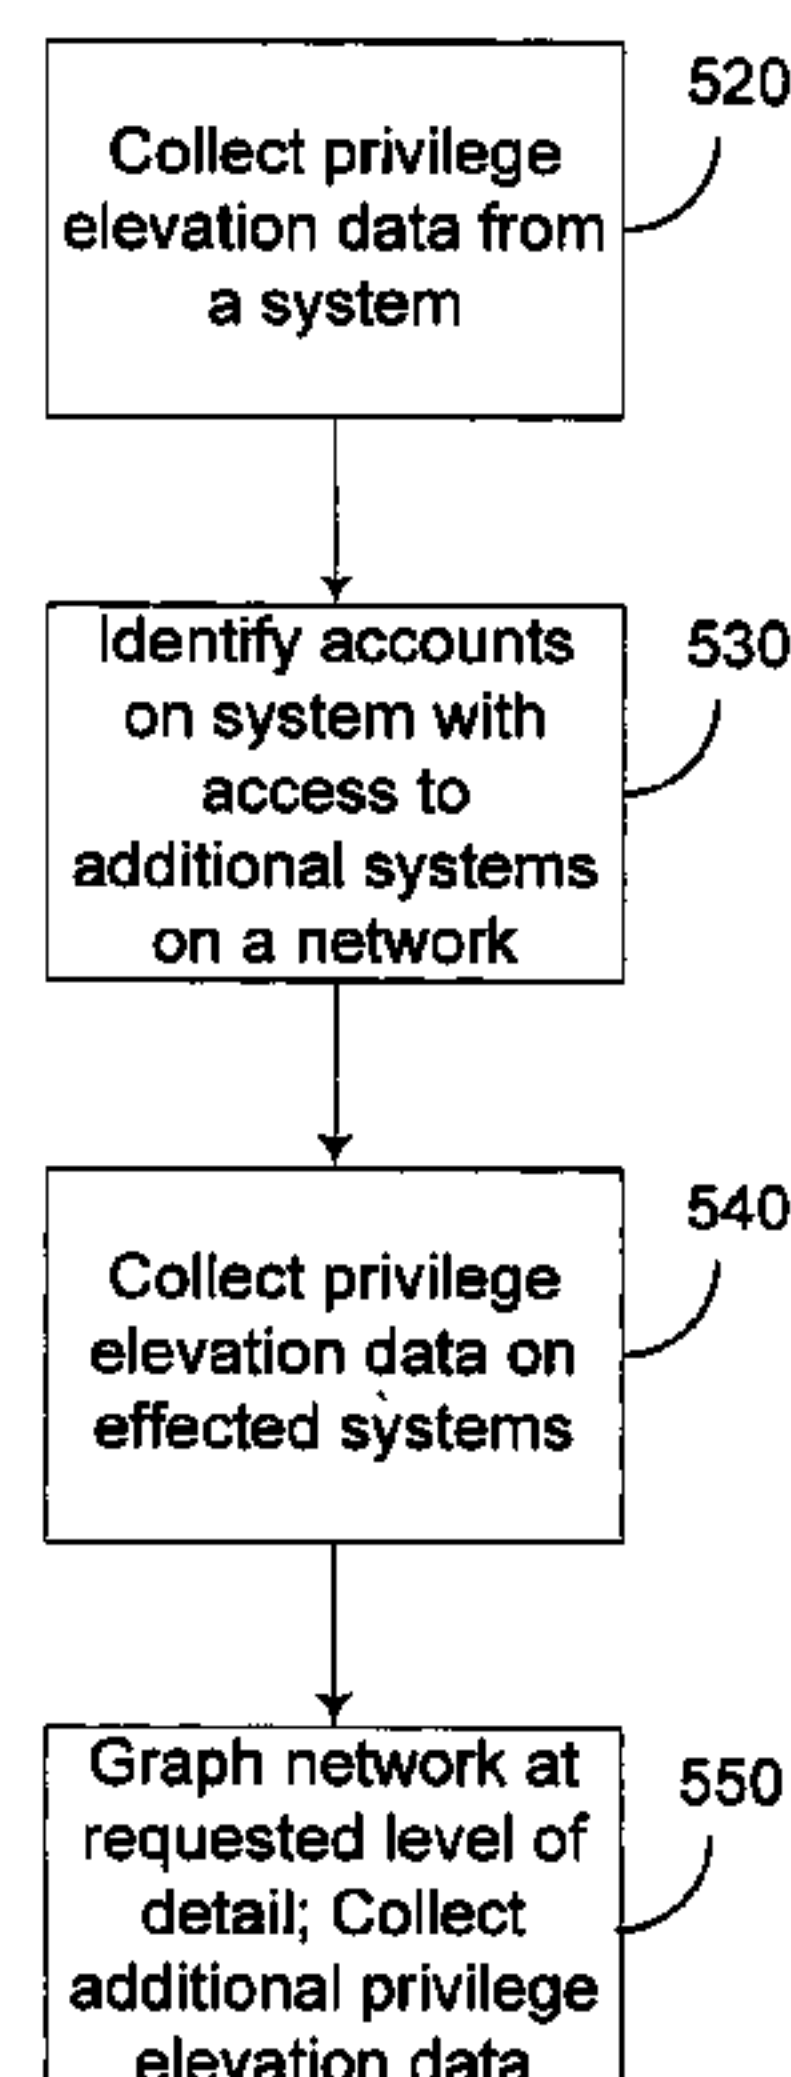 Collect privilege
elevation data from
a system
520
Identify accounts
on system with
access to
additional systems
on a network
530
Collect privilege
elevation data on
effected systems
540
Graph network at
requested level of
detail; Collect
additional privilege
elevation data
550